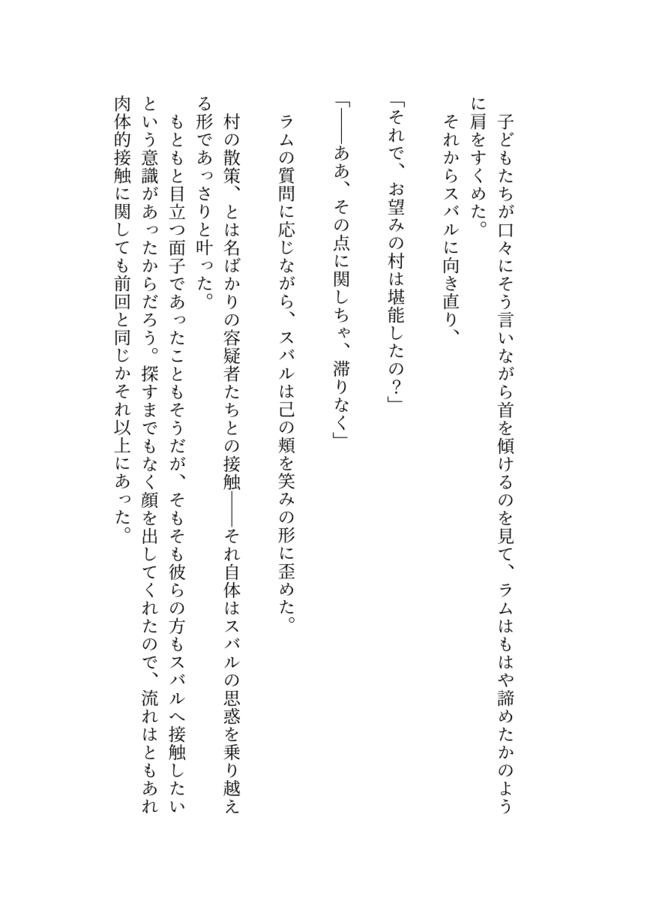 子どもたちが口々にそう言いながら首を傾けるのを見て、ラムはもはや諦めたかのよう
に肩をすくめた。
それからスバルに向き直り、
「それで、お望みの村は堪能したの？」
「――ああ、その点に関しちゃ、滞りなく」
ラムの質問に応じながら、スバルは己の頬を笑みの形に歪めた。
村の散策、とは名ばかりの容疑者たちとの接触――それ自体はスバルの思惑を乗り越え
る形であっさりと叶った。
もともと目立つ面子であったこともそうだが、そもそも彼らの方もスバルへ接触したい
という意識があったからだろう。探すまでもなく顔を出してくれたので、流れはともあれ
肉体的接触に関しても前回と同じかそれ以上にあった。